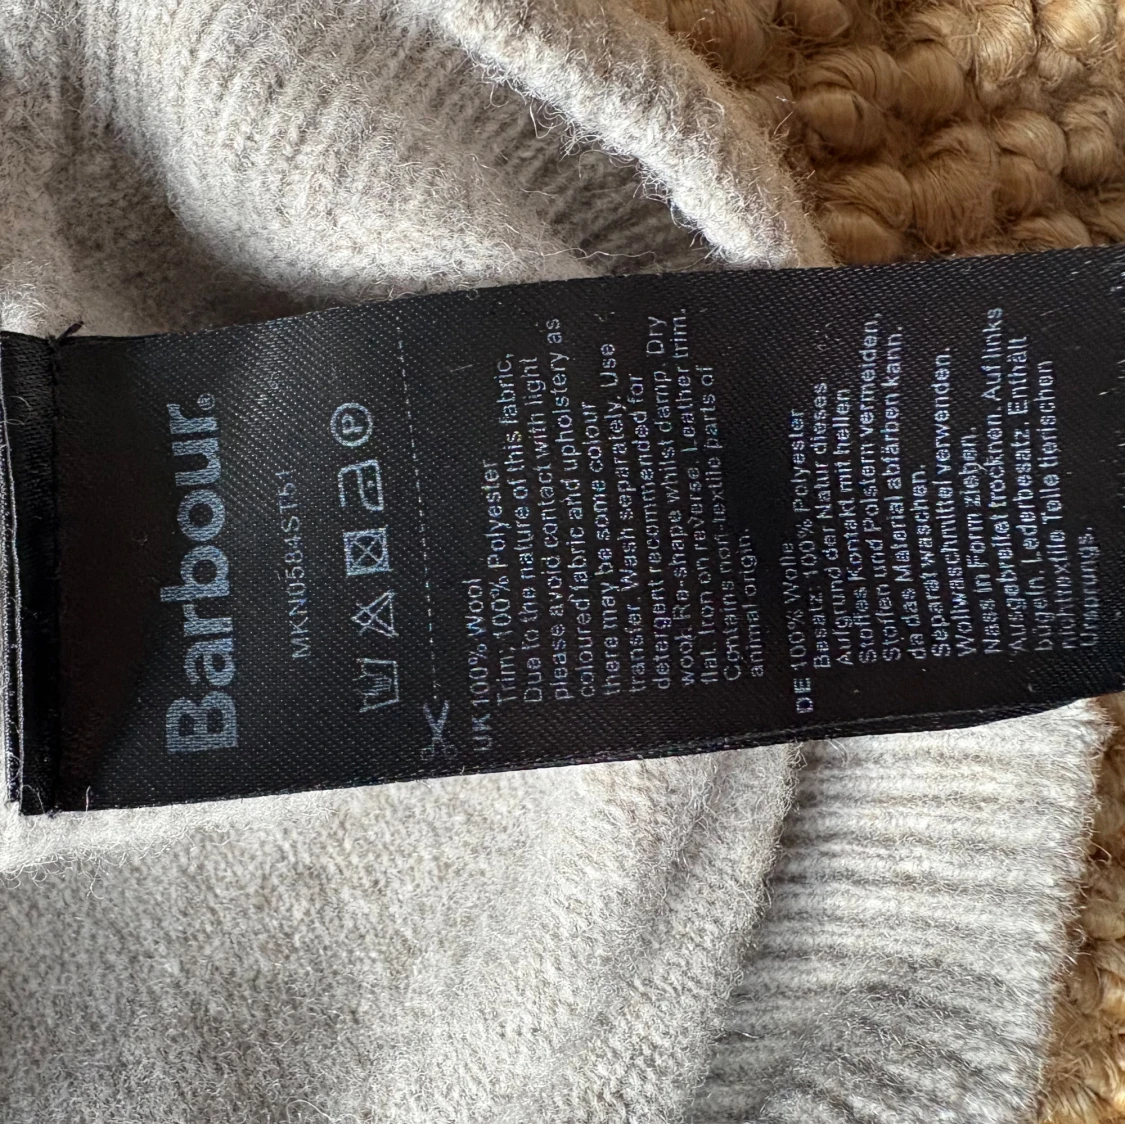 Barbour®
MKN0584ST51
P
UK 100% Wool
Trim, 100% Polyester
Due to the nature of this fabric,
please avoid contact with light
coloured fabric and upholstery as
there may be some colour
transfer. Wash separately. Use
detergent recommended for
wool. Re-shape whilst damp. Dry
flat. Iron on reverse. Leather trim.
Contains non-textile parts of
animal origin.
DE 100% Wolle
Besatz, 100% Polyester
Aufgrund der Natur dieses
Stoffes Kontakt mit hellen
Stoffen und Polstern vermeiden,
da das Material abfärben kann.
Separat waschen.
Wollwaschmittel verwenden.
Nass in Form ziehen.
Ausgebreitet trocknen. Auf links
bügeln. Lederbesatz. Enthält
nichttextile Teile tierischen
Ursprungs.